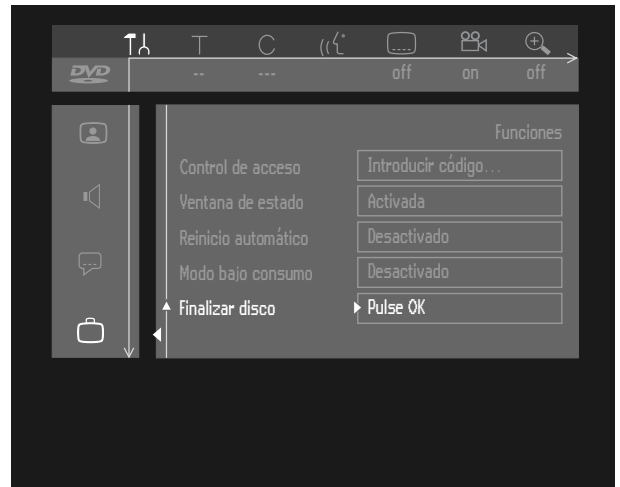 T C
DVD -- --- off on off
Funciones
Control de acceso Introducir código...
Ventana de estado Activada
Reinicio automático Desactivado
Modo bajo consumo Desactivado
Finalizar disco Pulse OK